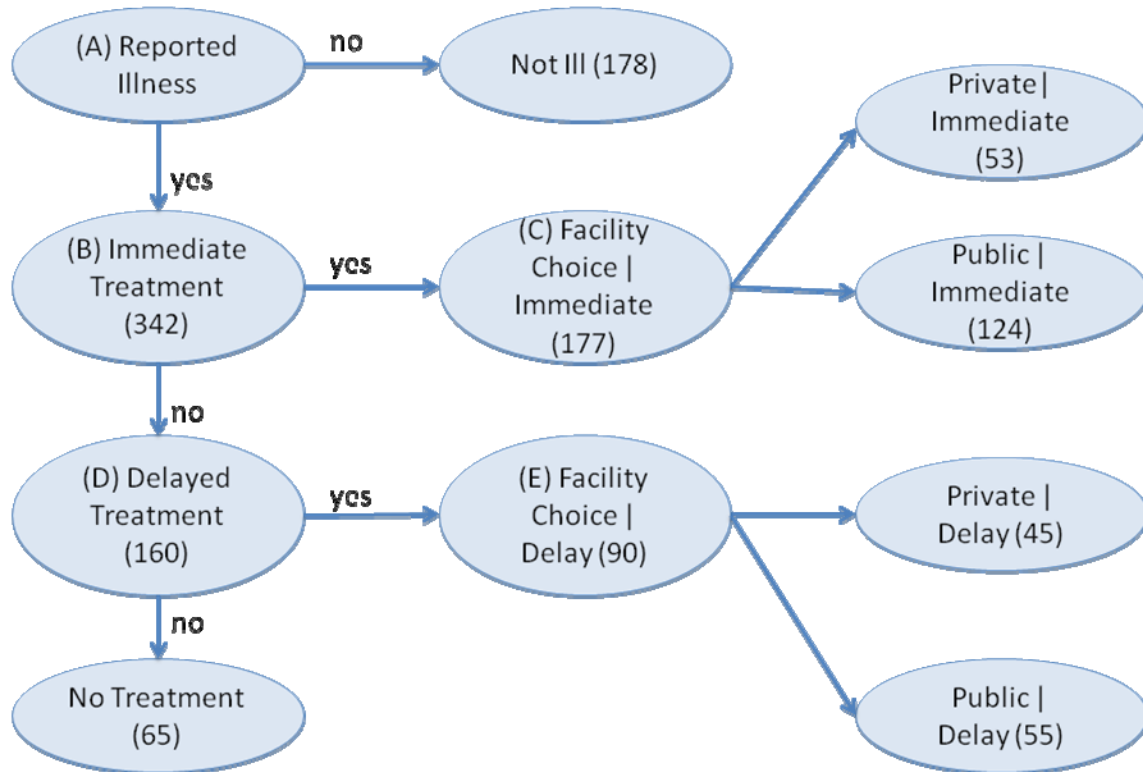 (A) Reported
Illness
no
Not Ill (178)
Private|
Immediate
(53)
yes
(B) Immediate
Treatment
(342)
yes
(C) Facility
Choice |
Immediate
(177)
Public |
Immediate
(124)
no
(D) Delayed
Treatment
(160)
yes
(E) Facility
Choice |
Delay (90)
Private |
Delay (45)
no
No Treatment
(65)
Public |
Delay (55)